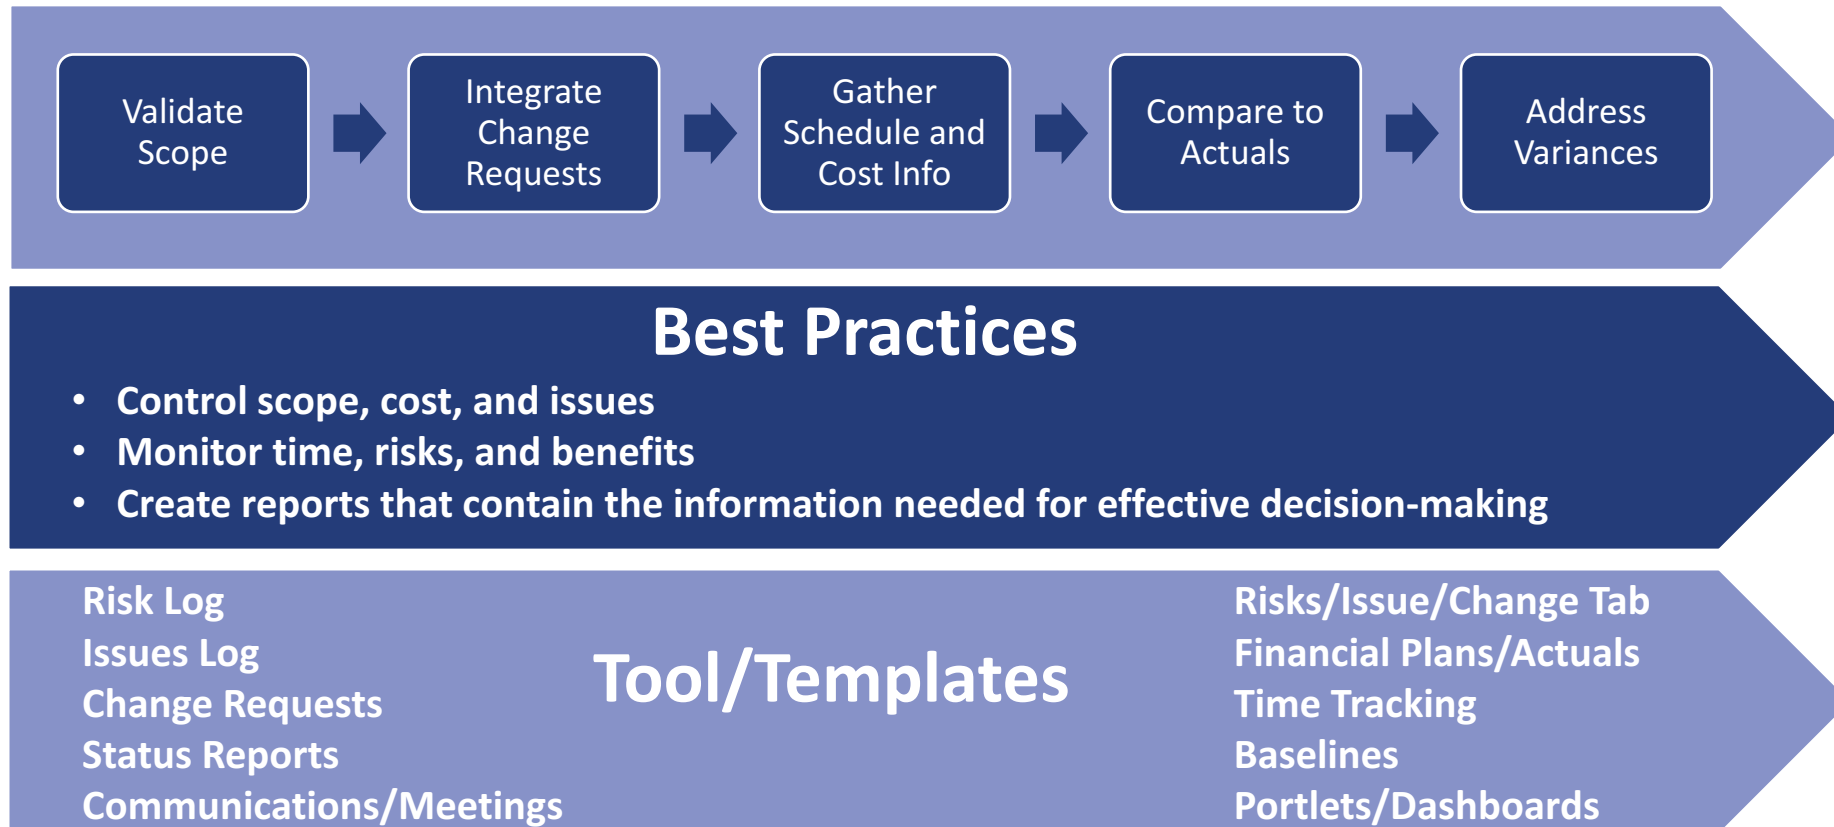 Validate
Scope
Integrate
Change
Requests
Gather
Schedule and
Cost Info
Compare to
Actuals
Address
Variances
Best Practices
• Control scope, cost, and issues
• Monitor time, risks, and benefits
• Create reports that contain the information needed for effective decision-making
Risk Log
Issues Log
Change Requests
Status Reports
Communications/Meetings
Tool/Templates
Risks/Issue/Change Tab
Financial Plans/Actuals
Time Tracking
Baselines
Portlets/Dashboards